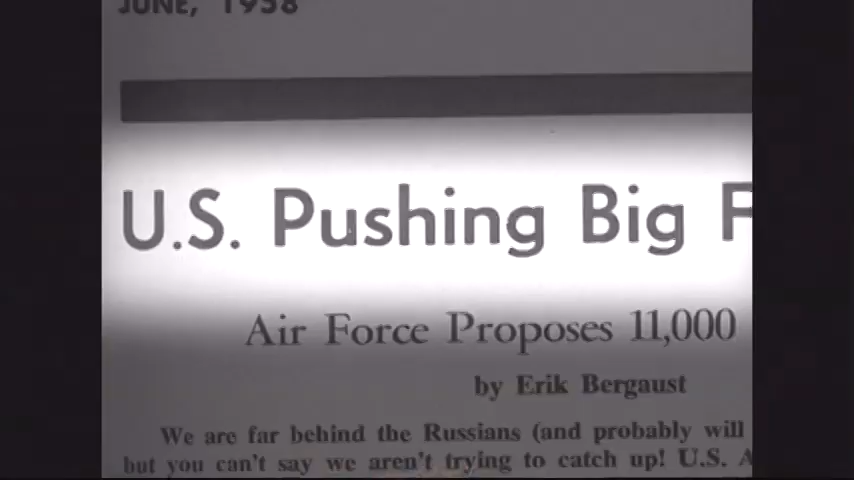 JUNE, 1958
U.S. Pushing Big F
Air Force Proposes 11,000
by Erik Bergaust
We are far behind the Russians (and probably will
but you can't say we aren't trying to catch up! U.S. A